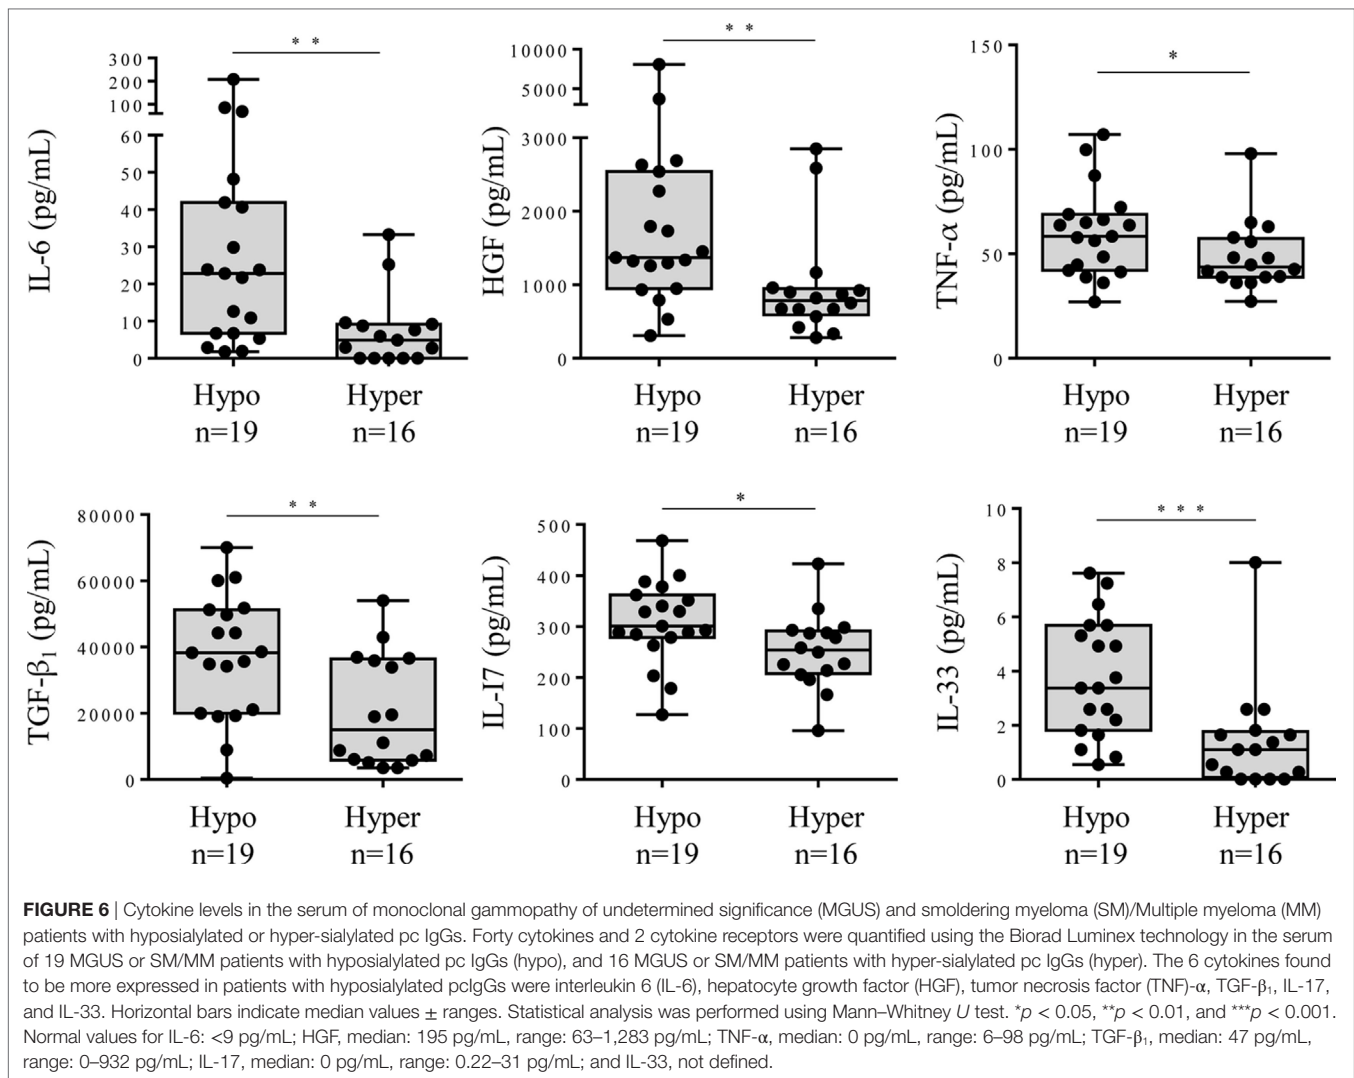 * *
300
200
100
60
50
40
30
20
10
0
IL-6 (pg/mL)
Hypo Hyper
n=19 n=16
* *
10000
5000
3000
2000
1000
0
HGF (pg/mL)
Hypo Hyper
n=19 n=16
*
150
100
50
0
TNF-α (pg/mL)
Hypo Hyper
n=19 n=16
* *
80000
60000
40000
20000
0
TGF-β₁ (pg/mL)
Hypo Hyper
n=19 n=16
*
500
400
300
200
100
0
IL-I7 (pg/mL)
Hypo Hyper
n=19 n=16
* * *
10
8
6
4
2
0
IL-33 (pg/mL)
Hypo Hyper
n=19 n=16
FIGURE 6 | Cytokine levels in the serum of monoclonal gammopathy of undetermined significance (MGUS) and smoldering myeloma (SM)/Multiple myeloma (MM)
patients with hyposialylated or hyper-sialylated pc IgGs. Forty cytokines and 2 cytokine receptors were quantified using the Biorad Luminex technology in the serum
of 19 MGUS or SM/MM patients with hyposialylated pc IgGs (hypo), and 16 MGUS or SM/MM patients with hyper-sialylated pc IgGs (hyper). The 6 cytokines found
to be more expressed in patients with hyposialylated pcIgGs were interleukin 6 (IL-6), hepatocyte growth factor (HGF), tumor necrosis factor (TNF)-α, TGF-β₁, IL-17,
and IL-33. Horizontal bars indicate median values ± ranges. Statistical analysis was performed using Mann–Whitney U test. *p < 0.05, **p < 0.01, and ***p < 0.001.
Normal values for IL-6: <9 pg/mL; HGF, median: 195 pg/mL, range: 63–1,283 pg/mL; TNF-α, median: 0 pg/mL, range: 6–98 pg/mL; TGF-β₁, median: 47 pg/mL,
range: 0–932 pg/mL; IL-17, median: 0 pg/mL, range: 0.22–31 pg/mL; and IL-33, not defined.